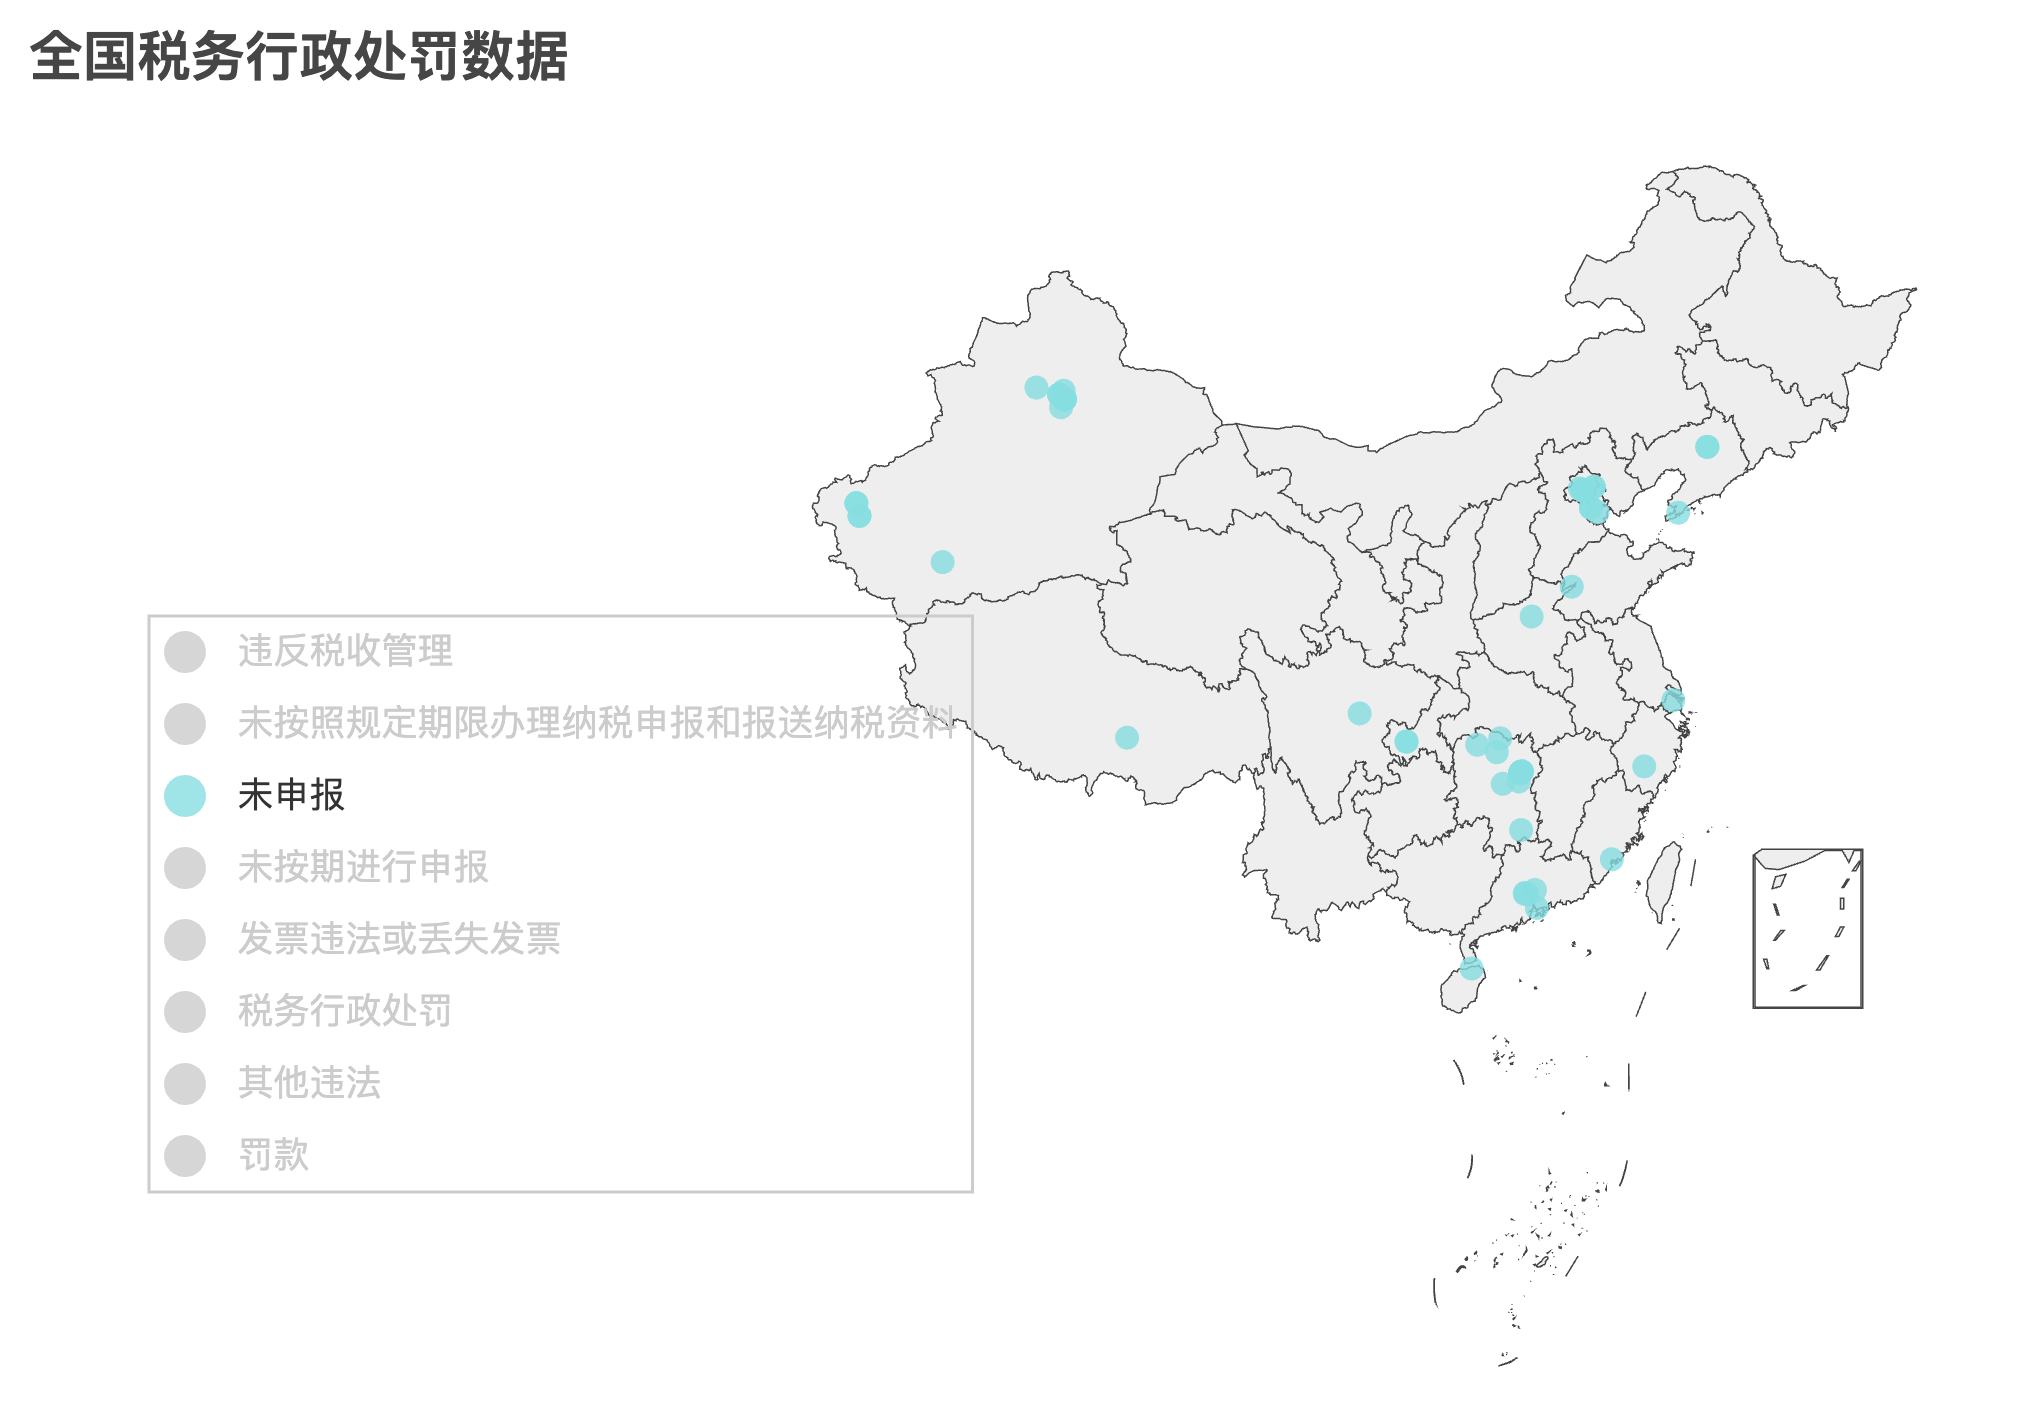 全国税务行政处罚数据
违反税收管理
未按照规定期限办理纳税申报和报送纳税资料
未申报
未按期进行申报
发票违法或丢失发票
税务行政处罚
其他违法
罚款